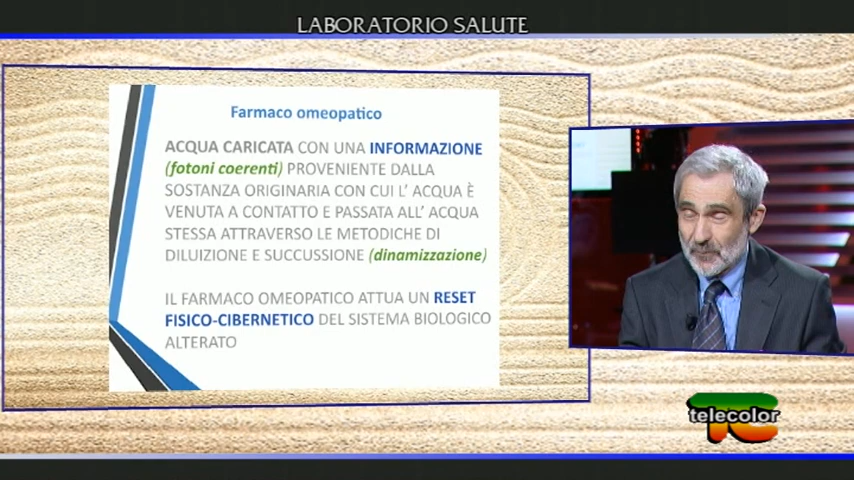 LABORATORIO SALUTE
Farmaco omeopatico
ACQUA CARICATA CON UNA INFORMAZIONE
(fotoni coerenti) PROVENIENTE DALLA
SOSTANZA ORIGINARIA CON CUI L' ACQUA È
VENUTA A CONTATTO E PASSATA ALL' ACQUA
STESSA ATTRAVERSO LE METODICHE DI
DILUIZIONE E SUCCUSSIONE (dinamizzazione)
IL FARMACO OMEOPATICO ATTUA UN RESET
FISICO-CIBERNETICO DEL SISTEMA BIOLOGICO
ALTERATO
TC
telecolor